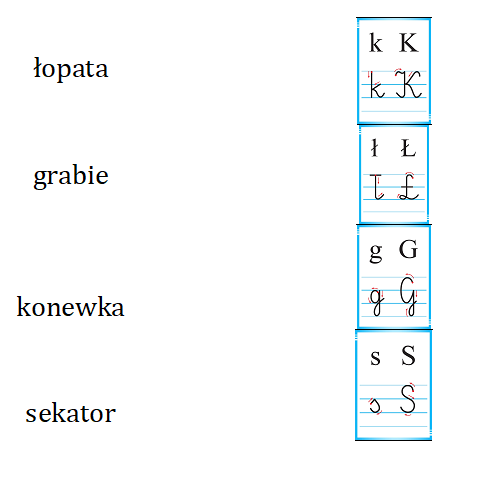 łopata
grabie
konewka
sekator
k K
k K
ł Ł
ł Ł
g G
g G
s S
s S